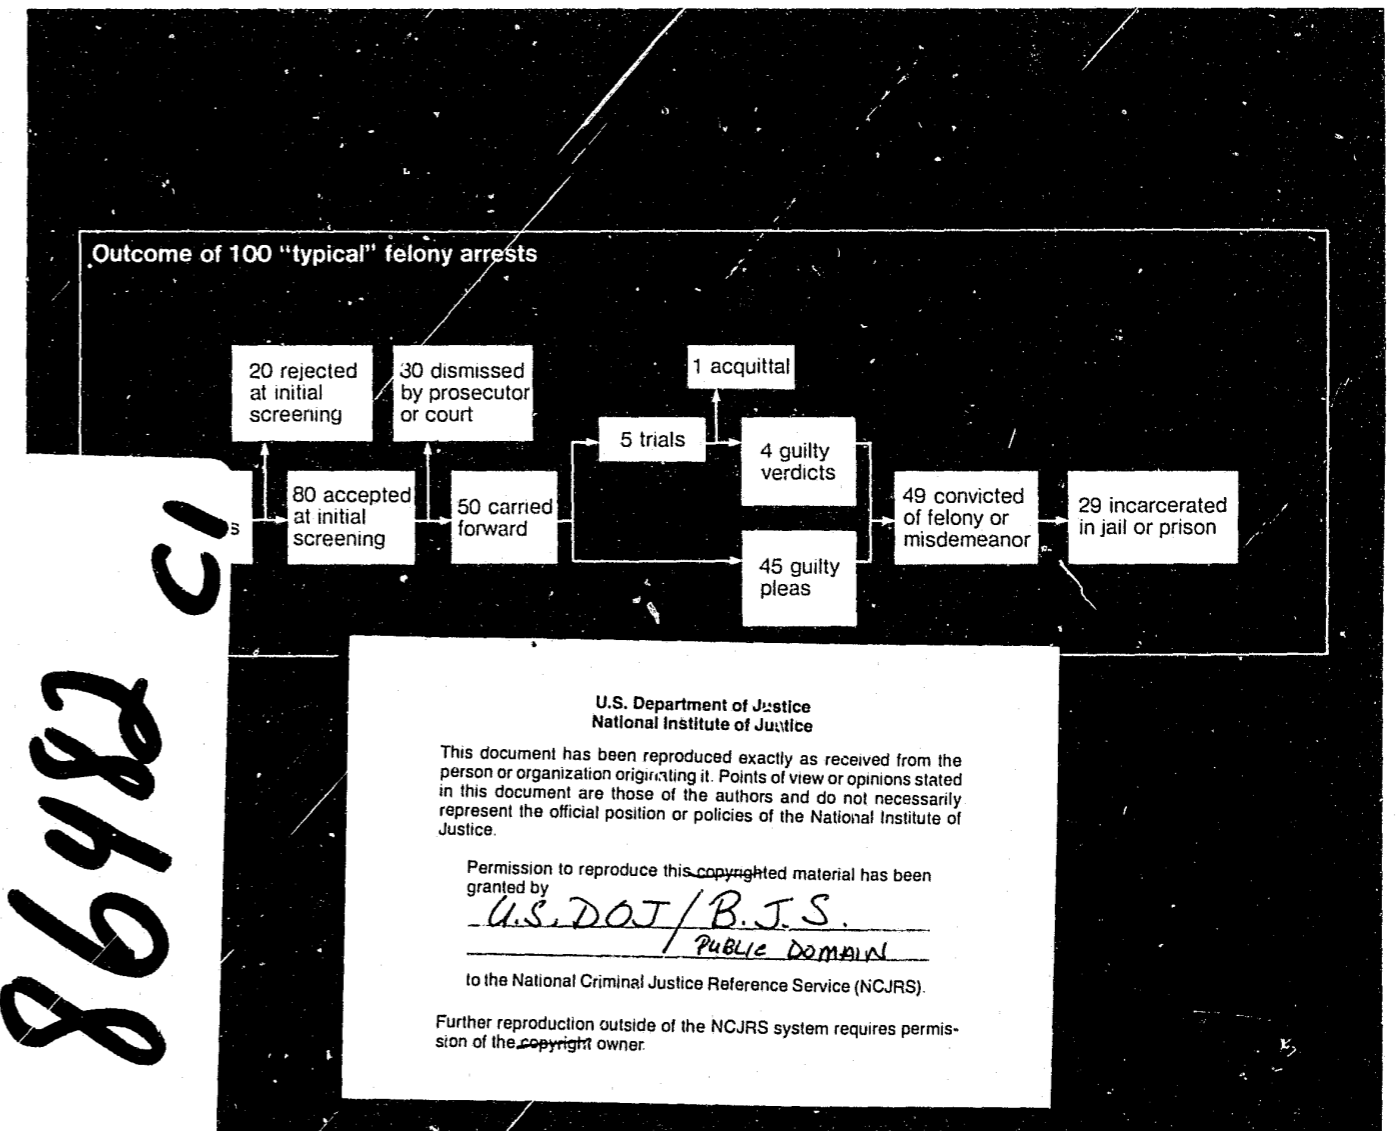 Outcome of 100 "typical" felony arrests
20 rejected
at initial
screening
30 dismissed
by prosecutor
or court
1 acquittal
5 trials
4 guilty
verdicts
s
80 accepted
at initial
screening
50 carried
forward
49 convicted
of felony or
misdemeanor
29 incarcerated
in jail or prison
45 guilty
pleas
86482 C1
U.S. Department of Justice
National Institute of Justice
This document has been reproduced exactly as received from the
person or organization originating it. Points of view or opinions stated
in this document are those of the authors and do not necessarily
represent the official position or policies of the National Institute of
Justice.
Permission to reproduce this copyrighted material has been
granted by
U.S. DOJ / B.J.S.
PUBLIC DOMAIN
to the National Criminal Justice Reference Service (NCJRS).
Further reproduction outside of the NCJRS system requires permis-
sion of the copyright owner.